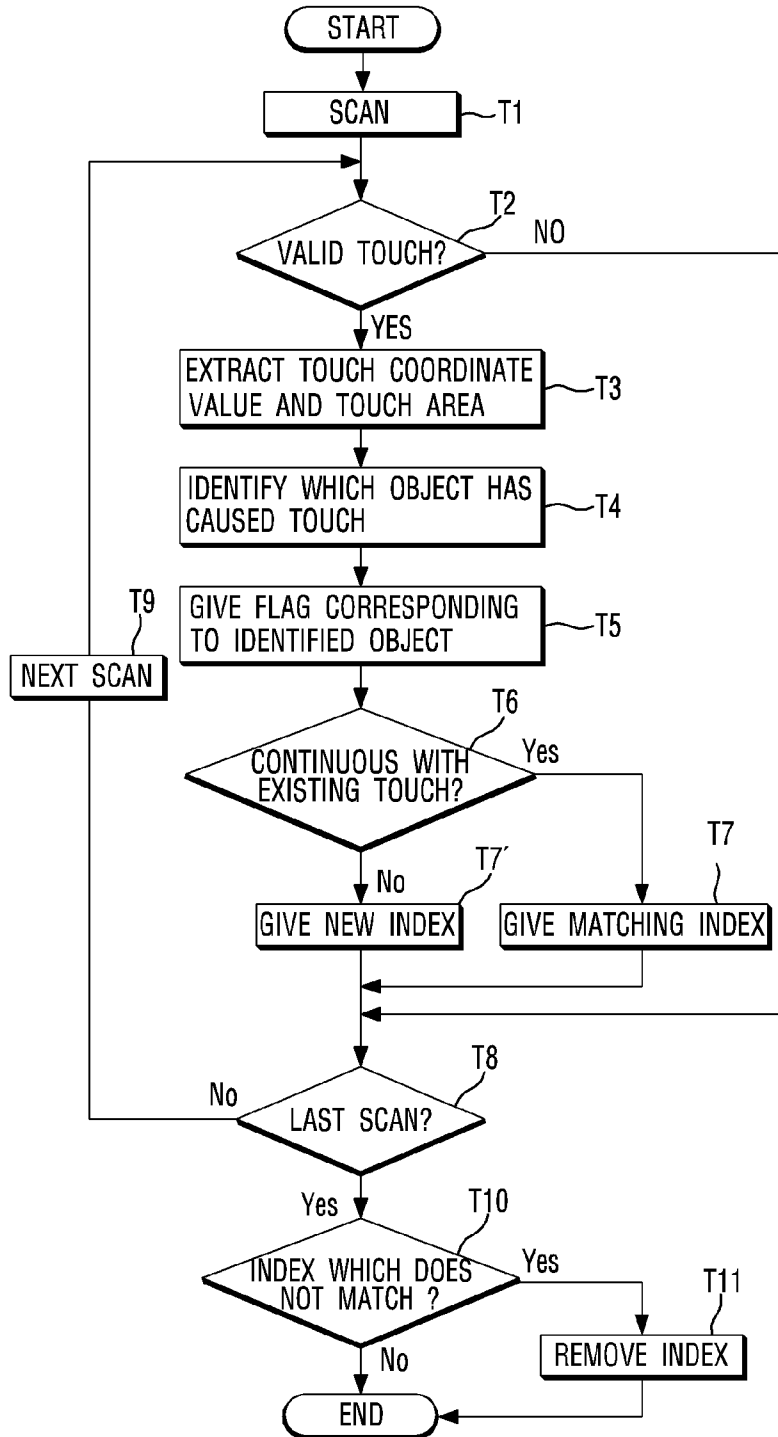 START
SCAN
T1
T2
VALID TOUCH?
NO
YES
EXTRACT TOUCH COORDINATE
VALUE AND TOUCH AREA
T3
IDENTIFY WHICH OBJECT HAS
CAUSED TOUCH
T4
GIVE FLAG CORRESPONDING
TO IDENTIFIED OBJECT
T5
T9
NEXT SCAN
T6
CONTINUOUS WITH
EXISTING TOUCH?
Yes
No
T7′
GIVE NEW INDEX
T7
GIVE MATCHING INDEX
T8
LAST SCAN?
No
Yes
T10
INDEX WHICH DOES
NOT MATCH ?
Yes
No
T11
REMOVE INDEX
END